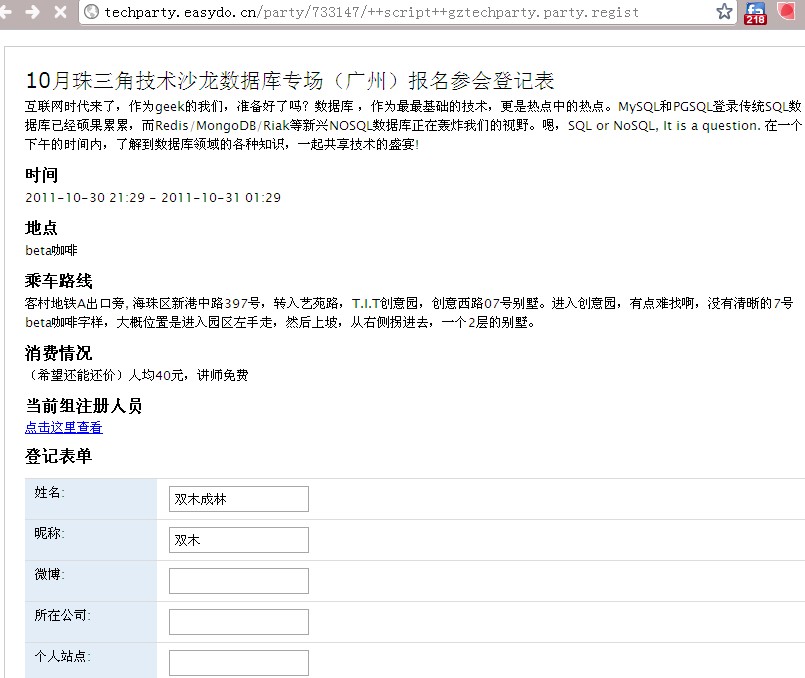 techparty.easydo.cn/party/733147/++script++gztechparty.party.regist
218
10月珠三角技术沙龙数据库专场（广州）报名参会登记表
互联网时代来了，作为geek的我们，准备好了吗？数据库 ，作为最最基础的技术，更是热点中的热点。MySQL和PGSQL登录传统SQL数
据库已经硕果累累，而Redis/MongoDB/Riak等新兴NOSQL数据库正在轰炸我们的视野。嗯，SQL or NoSQL, It is a question. 在一个
下午的时间内，了解到数据库领域的各种知识，一起共享技术的盛宴!
时间
2011-10-30 21:29 - 2011-10-31 01:29
地点
beta咖啡
乘车路线
客村地铁A出口旁, 海珠区新港中路397号，转入艺苑路，T.I.T创意园，创意西路07号别墅。进入创意园，有点难找啊，没有清晰的7号
beta咖啡字样，大概位置是进入园区左手走，然后上坡，从右侧拐进去，一个2层的别墅。
消费情况
（希望还能还价）人均40元，讲师免费
当前组注册人员
点击这里查看
登记表单
姓名: 双木成林
昵称: 双木
微博:
所在公司:
个人站点: